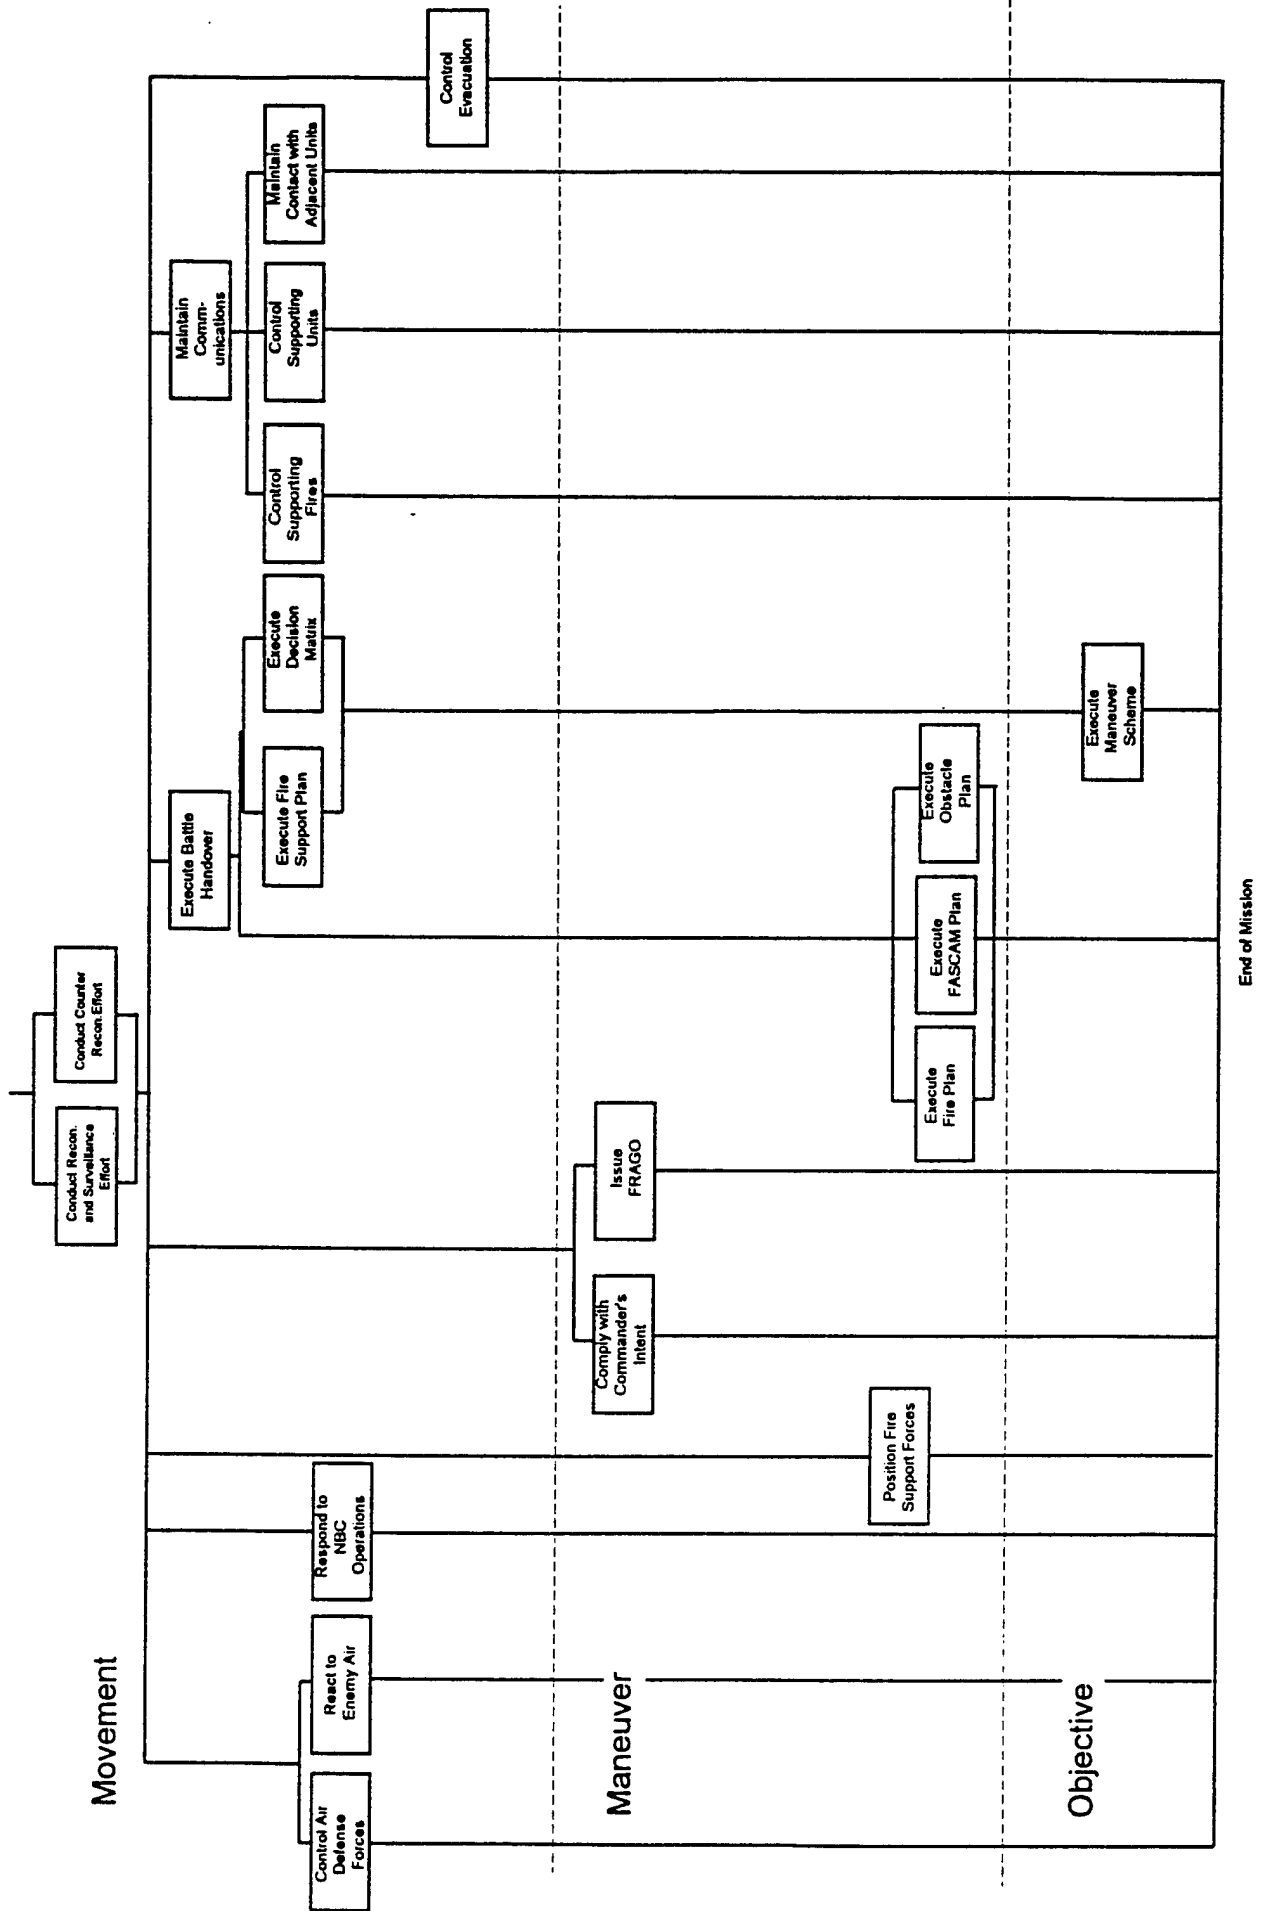 Movement
Conduct Recon.
and Surveillance
Effort
Conduct Counter
Recon.Effort
Execute Battle
Handover
Maintain
Comm-
unications
Control Air
Defense
Forces
React to
Enemy Air
Respond to
NBC
Operations
Execute Fire
Support Plan
Execute
Decision
Matrix
Control
Supporting
Fires
Control
Supporting
Units
Maintain
Contact with
Adjacent Units
Control
Evacuation
Maneuver
Comply with
Commander's
Intent
Issue
FRAGO
Position Fire
Support Forces
Execute
Fire Plan
Execute
FASCAM Plan
Execute
Obstacle
Plan
Objective
Execute
Maneuver
Scheme
End of Mission